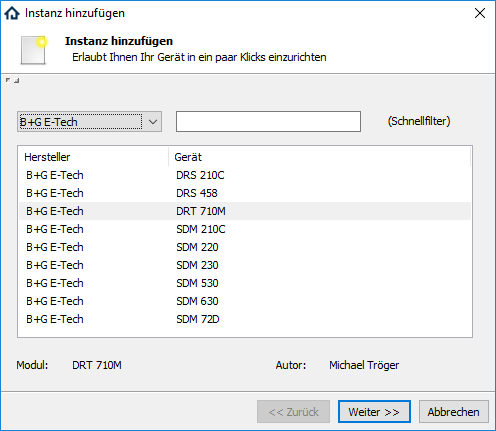 Instanz hinzufügen
Instanz hinzufügen
Erlaubt Ihnen Ihr Gerät in ein paar Klicks einzurichten
B+G E-Tech (Schnellfilter)
Hersteller Gerät
B+G E-Tech DRS 210C
B+G E-Tech DRS 458
B+G E-Tech DRT 710M
B+G E-Tech SDM 210C
B+G E-Tech SDM 220
B+G E-Tech SDM 230
B+G E-Tech SDM 530
B+G E-Tech SDM 630
B+G E-Tech SDM 72D
Modul: DRT 710M Autor: Michael Tröger
<< Zurück Weiter >> Abbrechen